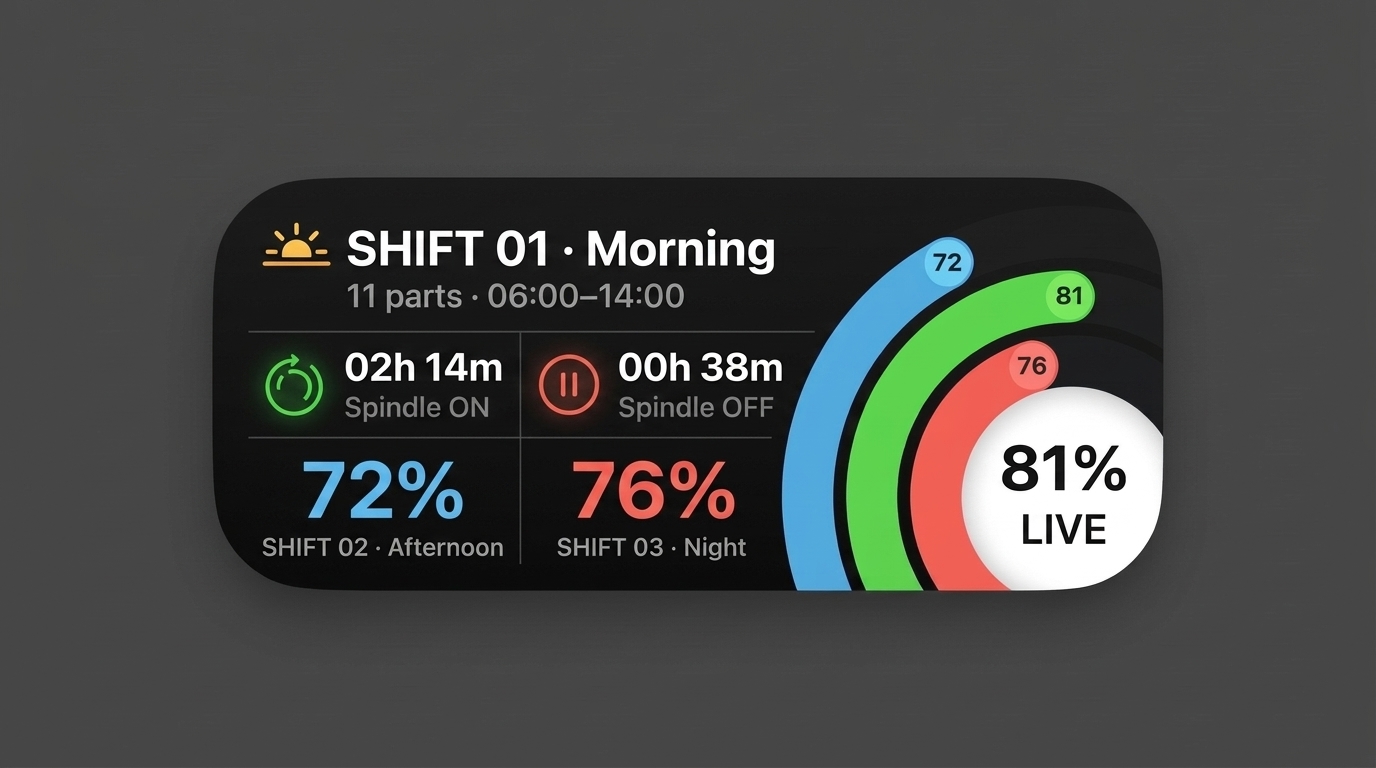 SHIFT 01 · Morning
11 parts · 06:00–14:00
02h 14m
Spindle ON
00h 38m
Spindle OFF
72%
SHIFT 02 · Afternoon
76%
SHIFT 03 · Night
72
81
76
81%
LIVE